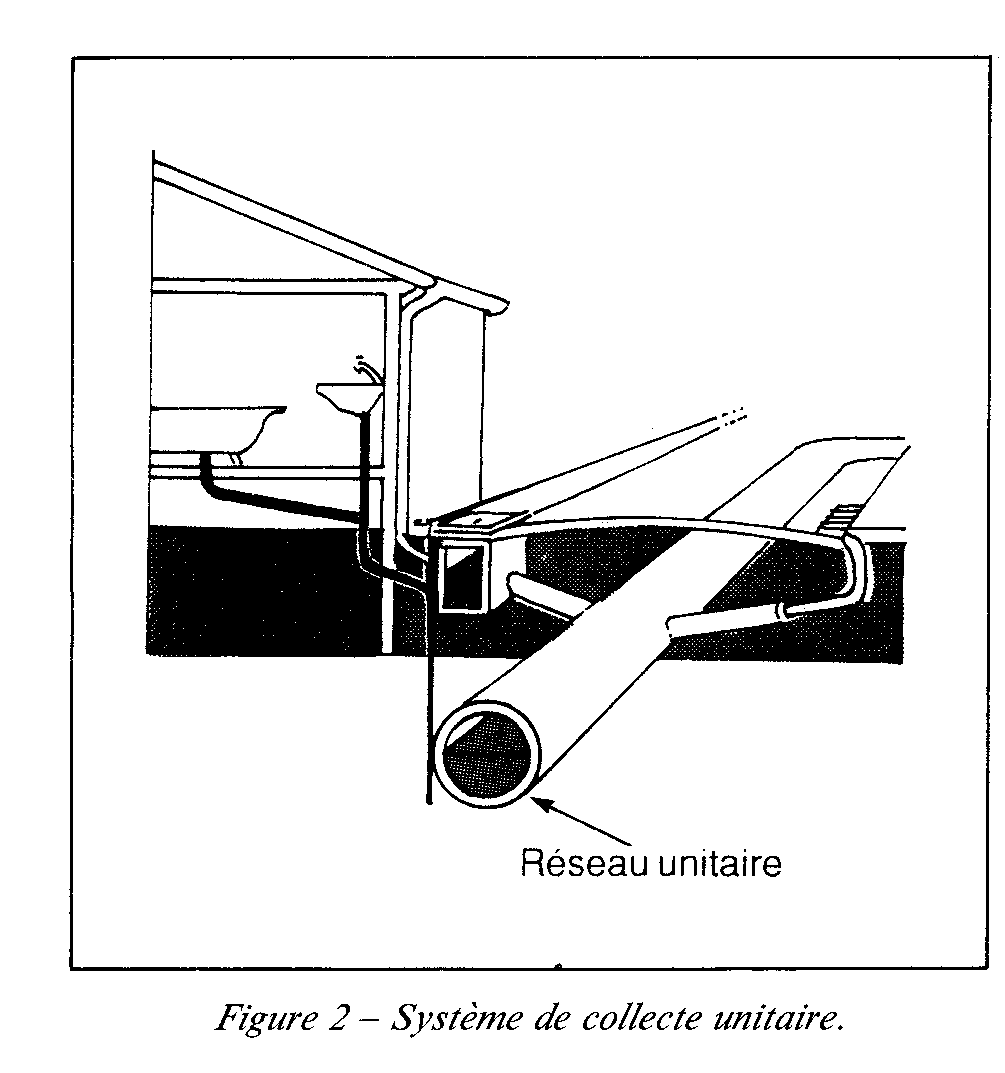 Réseau unitaire
Figure 2 – Système de collecte unitaire.